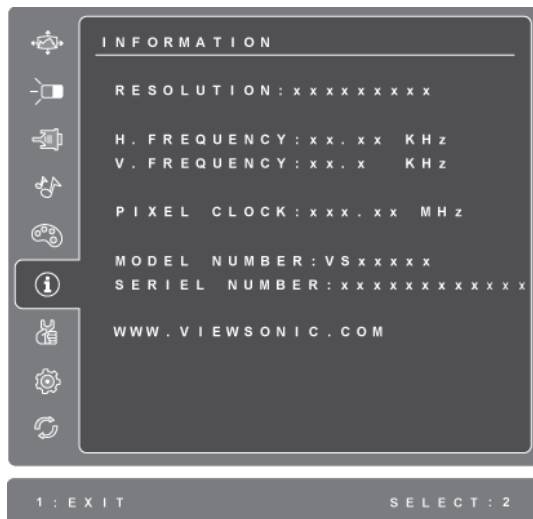 INFORMATION
RESOLUTION:xxxxxxxxx
H. FREQUENCY:xx.xx KHz
V. FREQUENCY:xx.x KHz
PIXEL CLOCK:xxx.xx MHz
MODEL NUMBER:VSxxxxx
SERIEL NUMBER:xxxxxxxxxxxx
WWW.VIEWSONIC.COM
1:EXIT SELECT:2